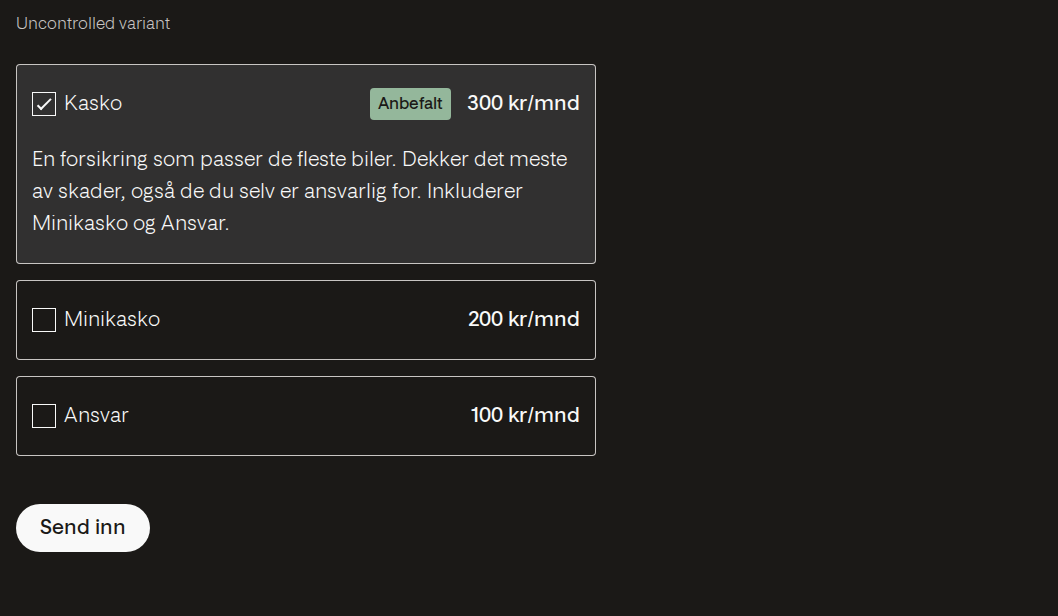 Uncontrolled variant
Kasko Anbefalt 300 kr/mnd
En forsikring som passer de fleste biler. Dekker det meste
av skader, også de du selv er ansvarlig for. Inkluderer
Minikasko og Ansvar.
Minikasko 200 kr/mnd
Ansvar 100 kr/mnd
Send inn